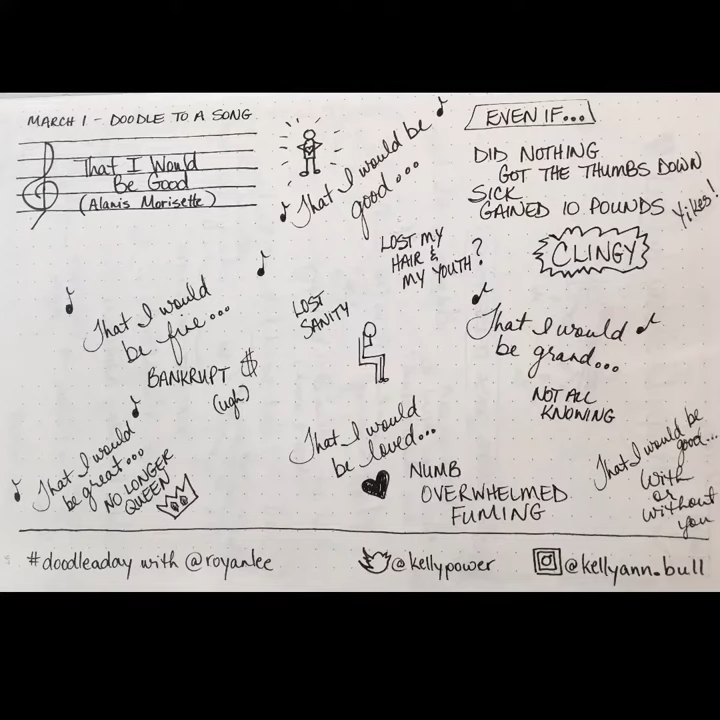 MARCH 1 - DOODLE TO A SONG
That I Would
Be Good
(Alanis Morisette)
That I would be
good...
EVEN IF...
DID NOTHING
GOT THE THUMBS DOWN
SICK
GAINED 10 POUNDS
Yikes!
CLINGY
LOST MY
HAIR &
MY YOUTH?
That I would
be fine...
BANKRUPT $
(ugh)
LOST
SANITY
That I would
be grand...
NOT ALL
KNOWING
That I would
be great...
NO LONGER
QUEEN
That I would
be loved...
NUMB
OVERWHELMED
FUMING
That I would be
good...
With
or
without
you
#doodleaday with @royanlee
@kellypower
@kellyann_bull